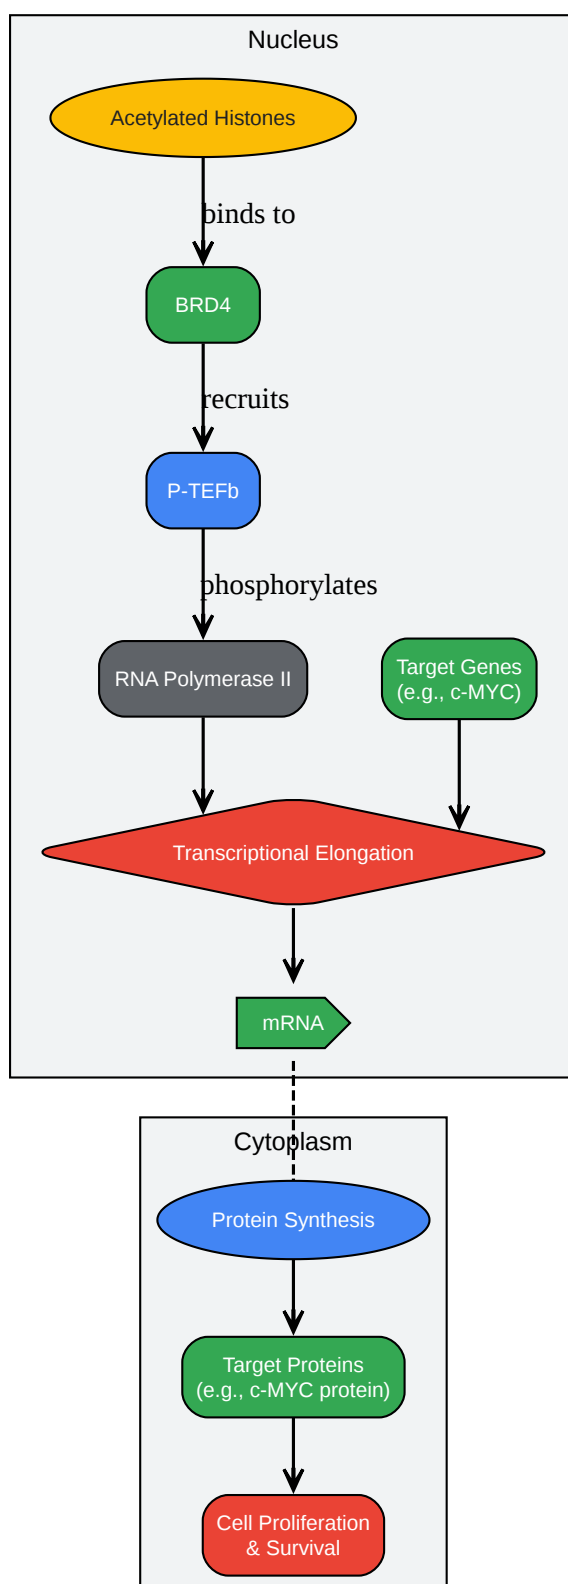 Nucleus
Acetylated Histones
binds to
BRD4
recruits
P-TEFb
phosphorylates
RNA Polymerase II
Target Genes
(e.g., c-MYC)
Transcriptional Elongation
mRNA
Cytoplasm
Protein Synthesis
Target Proteins
(e.g., c-MYC protein)
Cell Proliferation
& Survival